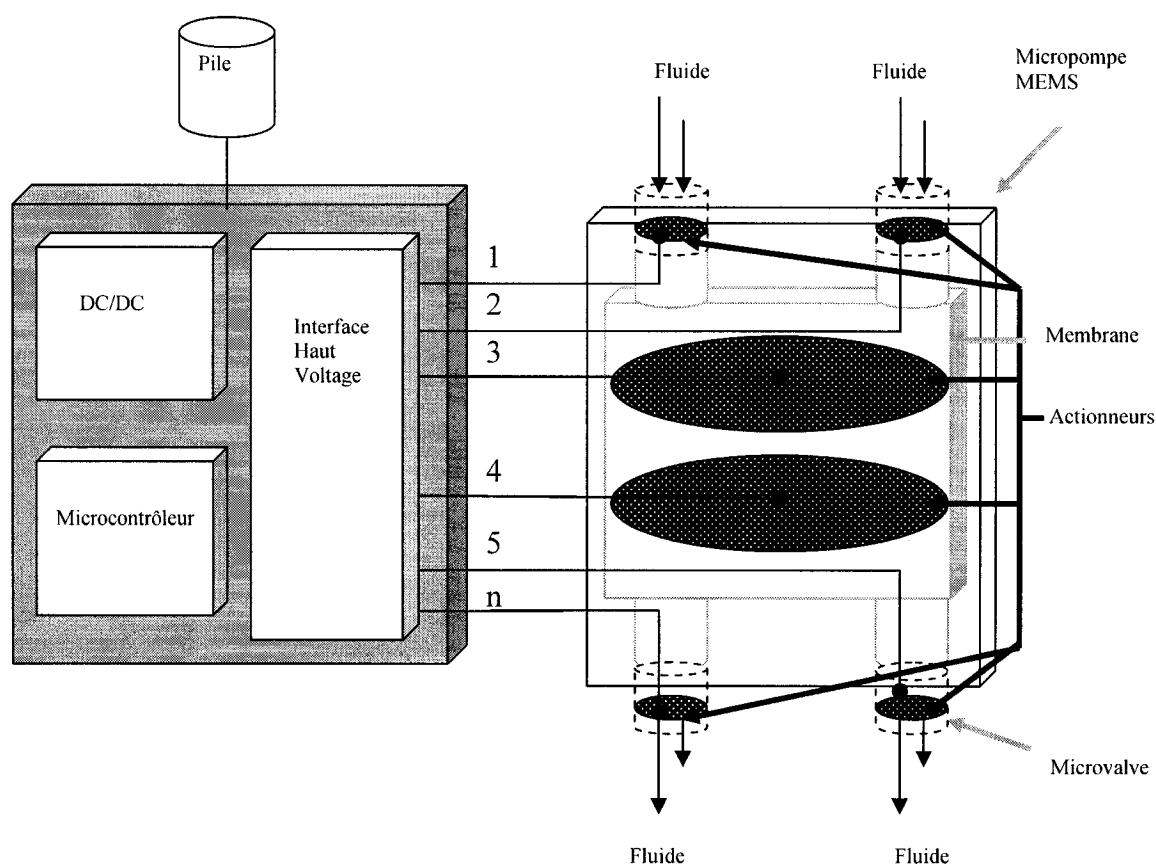 Pile
Fluide
Fluide
Micropompe
MEMS
DC/DC
Interface
Haut
Voltage
Microcontrôleur
1
2
3
4
5
n
Membrane
Actionneurs
Microvalve
Fluide
Fluide